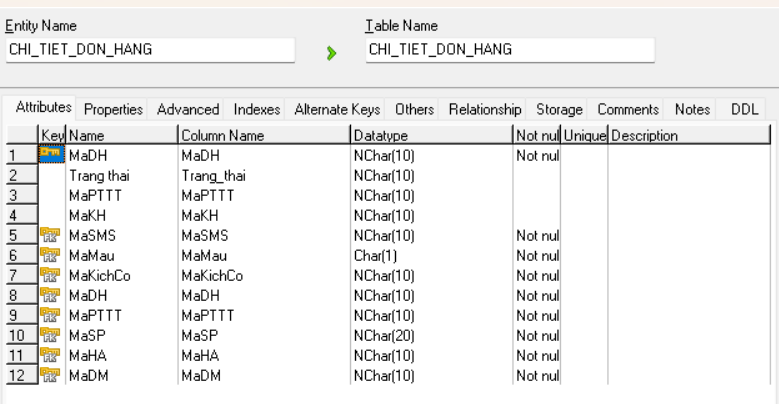 Entity Name Table Name
CHI_TIET_DON_HANG CHI_TIET_DON_HANG
Attributes Properties Advanced Indexes Alternate Keys Others Relationship Storage Comments Notes DDL
Key Name Column Name Datatype Not nul Unique Description
1 MaDH MaDH NChar(10) Not nul
2 Trang thai Trang_thai NChar(10)
3 MaPTTT MaPTTT NChar(10)
4 MaKH MaKH NChar(10)
5 MaSMS MaSMS NChar(10) Not nul
6 MaMau MaMau Char(1) Not nul
7 MaKichCo MaKichCo NChar(10) Not nul
8 MaDH MaDH NChar(10) Not nul
9 MaPTTT MaPTTT NChar(10) Not nul
10 MaSP MaSP NChar(20) Not nul
11 MaHA MaHA NChar(10) Not nul
12 MaDM MaDM NChar(10) Not nul